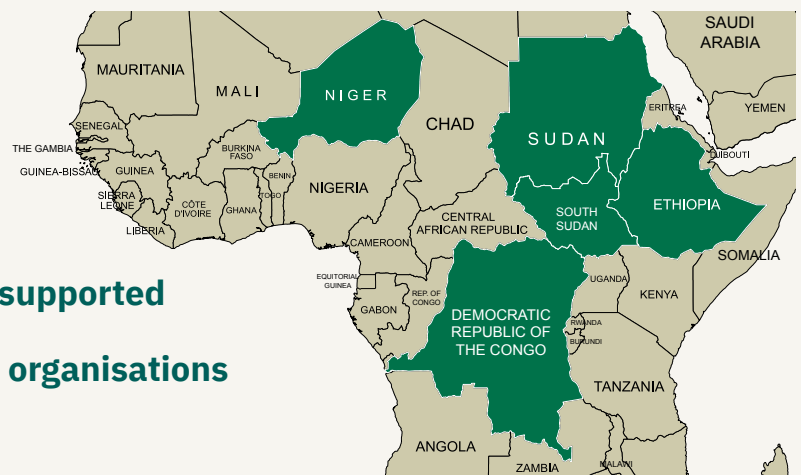 SAUDI
ARABIA
MAURITANIA
MALI
NIGER
CHAD
SUDAN
ERITREA
YEMEN
SENEGAL
THE GAMBIA
GUINEA-BISSAU
GUINEA
BURKINA
FASO
BENIN
TOGO
NIGERIA
DJIBOUTI
SIERRA
LEONE
CÔTE
D'IVOIRE
GHANA
LIBERIA
CENTRAL
AFRICAN REPUBLIC
SOUTH
SUDAN
ETHIOPIA
CAMEROON
SOMALIA
EQUITORIAL
GUINEA
GABON
REP. OF
CONGO
UGANDA
KENYA
supported
DEMOCRATIC
REPUBLIC OF
THE CONGO
RWANDA
BURUNDI
organisations
TANZANIA
ANGOLA
ZAMBIA
MALAWI